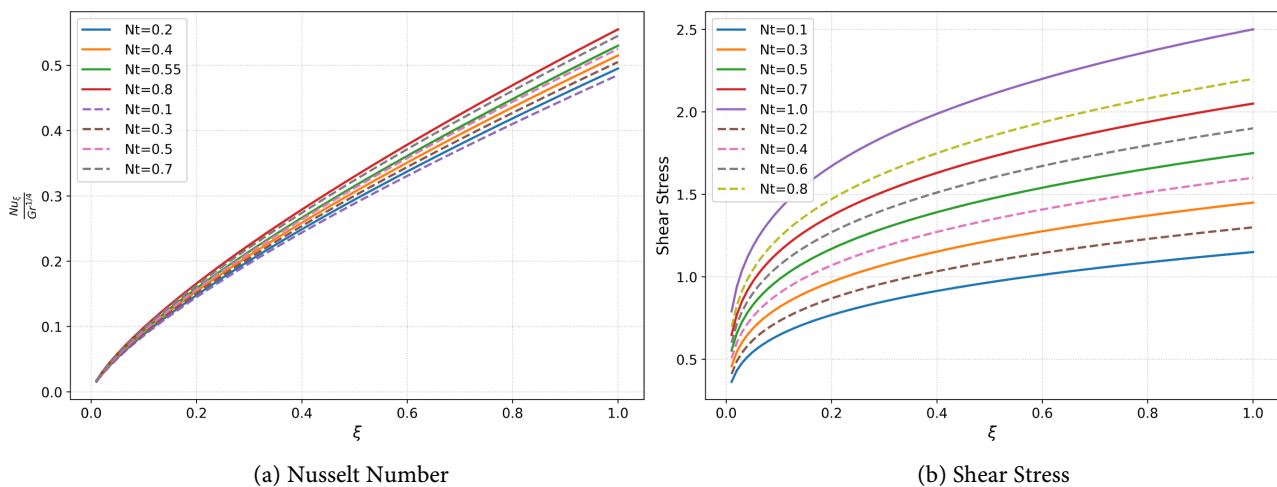 Nt=0.2
Nt=0.4
Nt=0.55
Nt=0.8
Nt=0.1
Nt=0.3
Nt=0.5
Nt=0.7
0.5
0.4
0.3
0.2
0.1
0.0
Nuξ/Gr^1/4
0.0 0.2 0.4 0.6 0.8 1.0
ξ
(a) Nusselt Number
Nt=0.1
Nt=0.3
Nt=0.5
Nt=0.7
Nt=1.0
Nt=0.2
Nt=0.4
Nt=0.6
Nt=0.8
2.5
2.0
1.5
1.0
0.5
Shear Stress
0.0 0.2 0.4 0.6 0.8 1.0
ξ
(b) Shear Stress